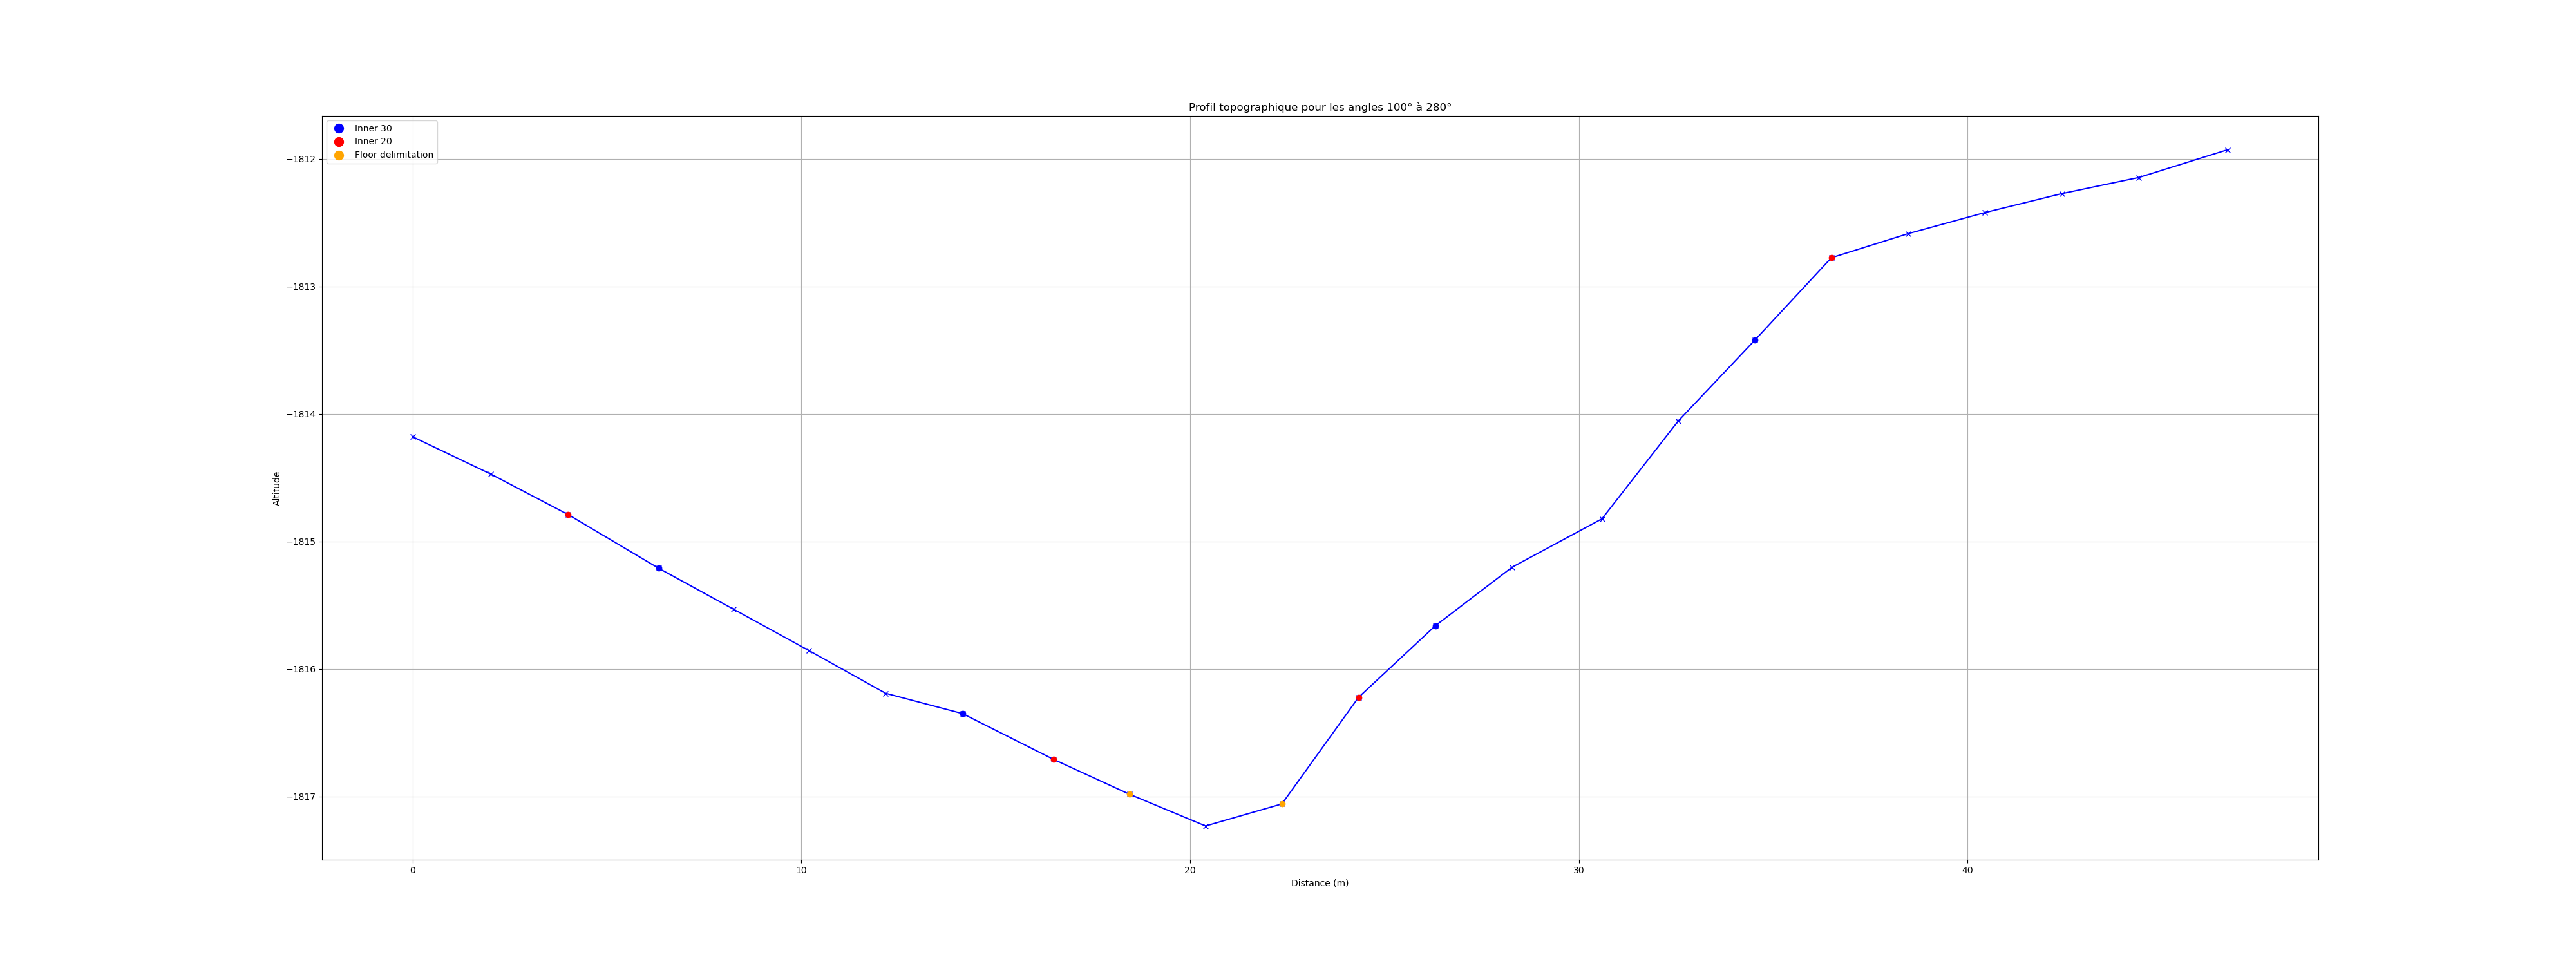 Profil topographique pour les angles 100° à 280°
Inner 30
Inner 20
Floor delimitation
−1812
−1813
−1814
−1815
−1816
−1817
Altitude
0 10 20 30 40
Distance (m)